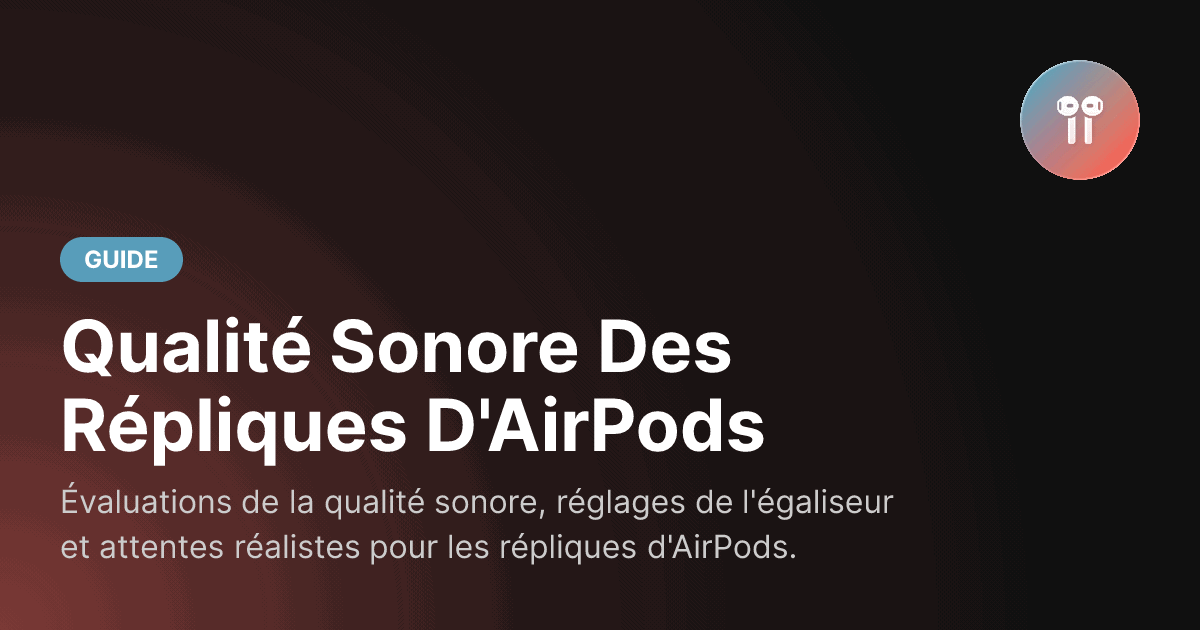 GUIDE
Qualité Sonore Des
Répliques D'AirPods
Évaluations de la qualité sonore, réglages de l'égaliseur
et attentes réalistes pour les répliques d'AirPods.